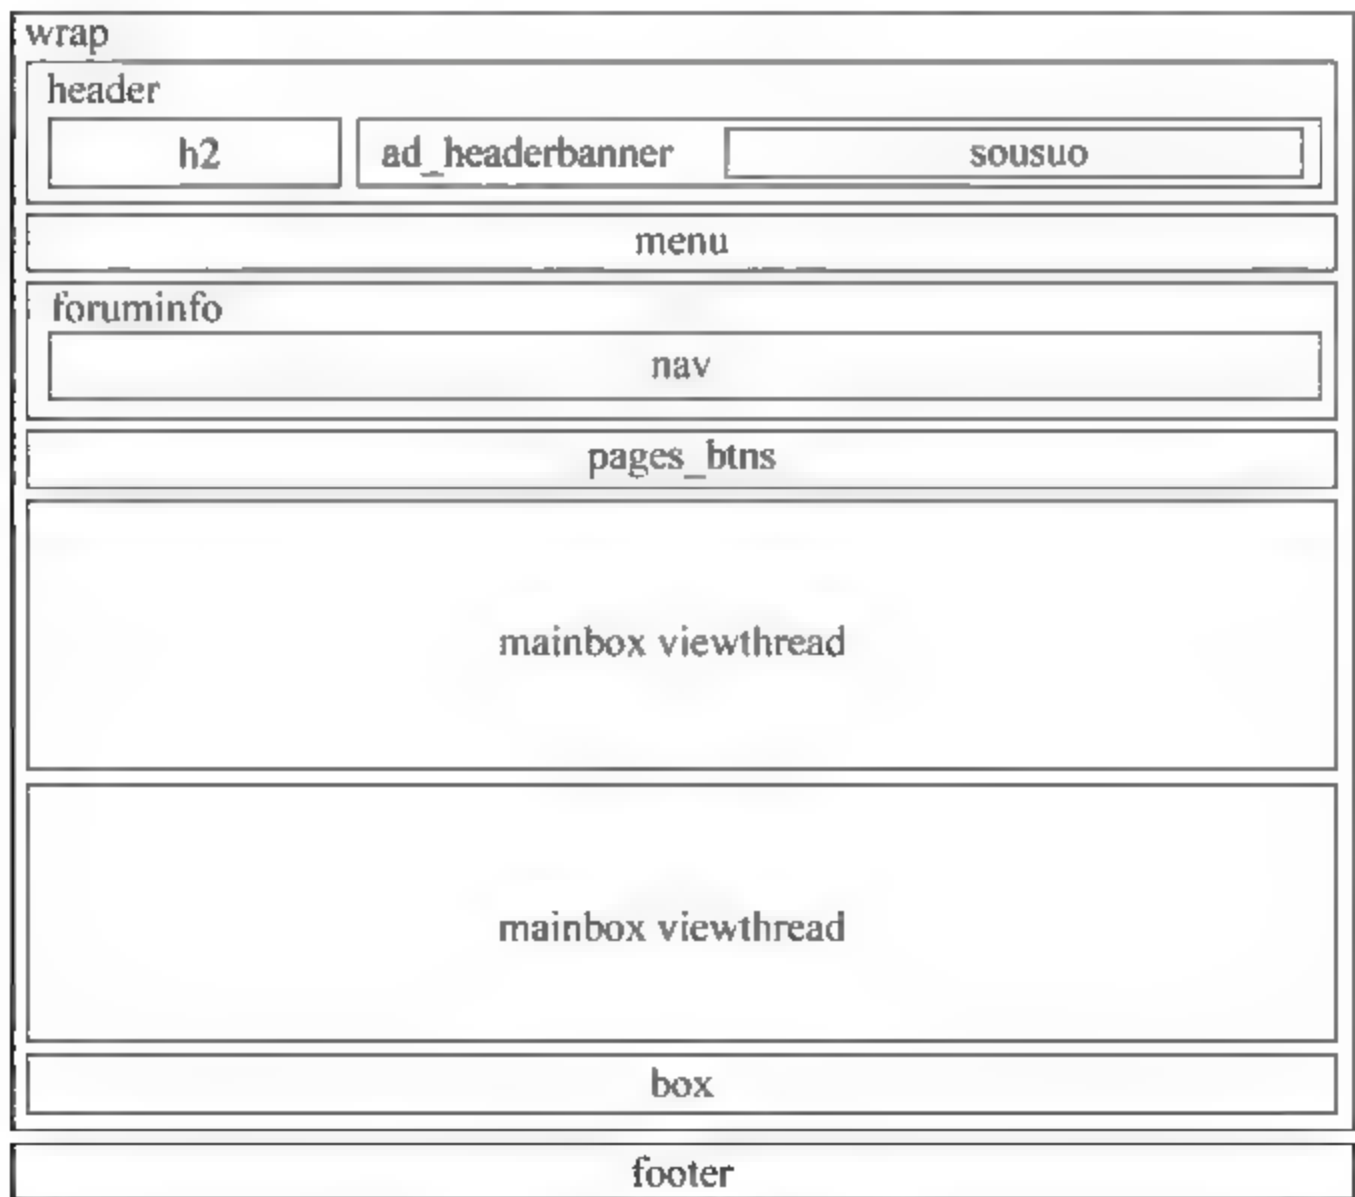 wrap
header
h2 ad_headerbanner sousuo
menu
foruminfo
nav
pages_btns
mainbox viewthread
mainbox viewthread
box
footer